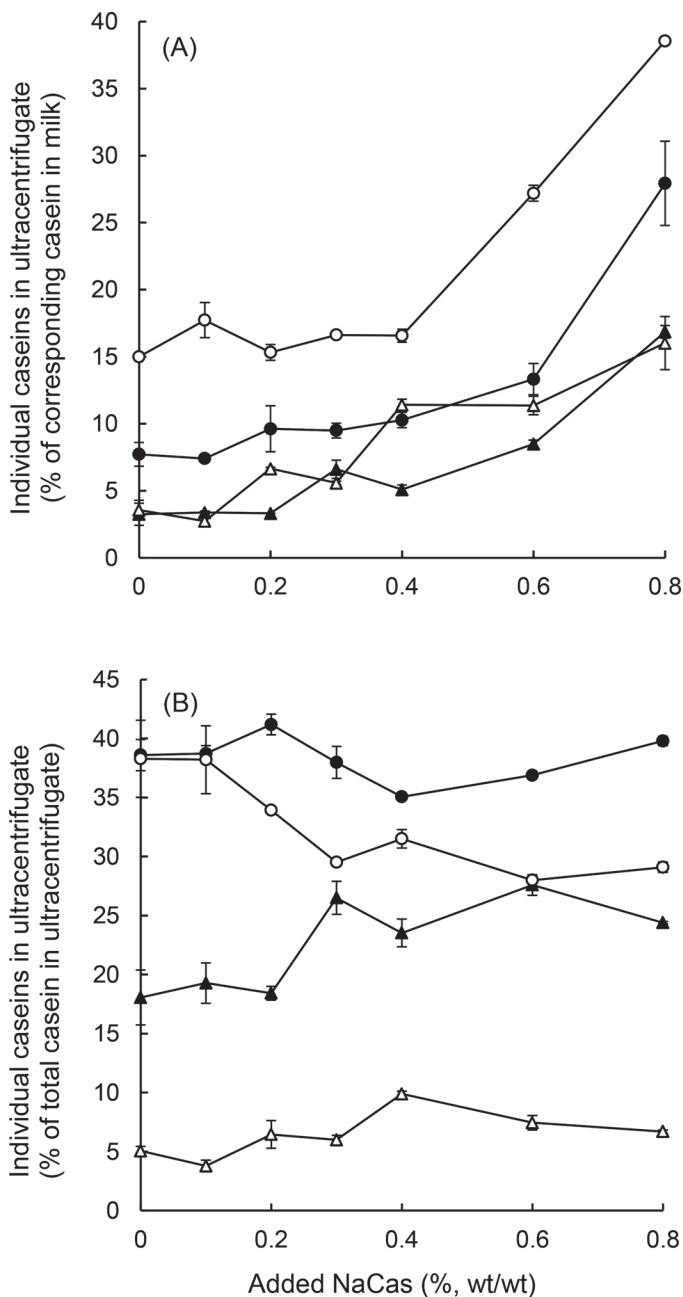 Individual caseins in ultracentrifugate
(% of corresponding casein in milk)
(A)
40
35
30
25
20
15
10
5
0
0 0.2 0.4 0.6 0.8
Individual caseins in ultracentrifugate
(% of total casein in ultracentrifugate)
(B)
45
40
35
30
25
20
15
10
5
0
0 0.2 0.4 0.6 0.8
Added NaCas (%, wt/wt)